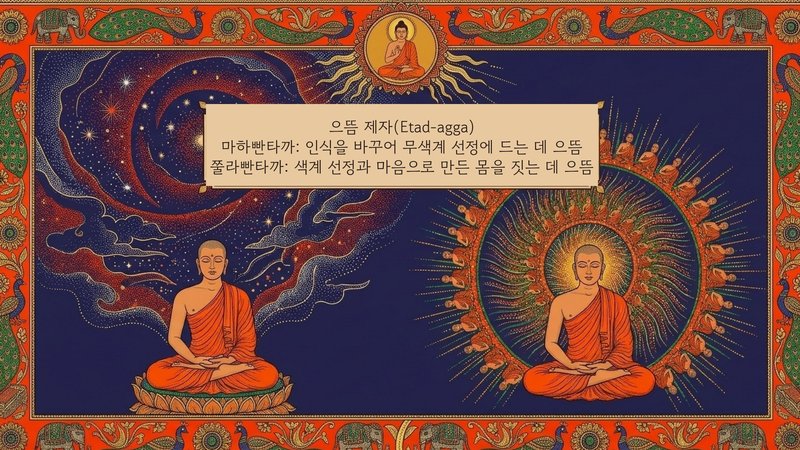 으뜸 제자(Etad-agga)
마하빤타까: 인식을 바꾸어 무색계 선정에 드는 데 으뜸
쭐라빤타까: 색계 선정과 마음으로 만든 몸을 짓는 데 으뜸